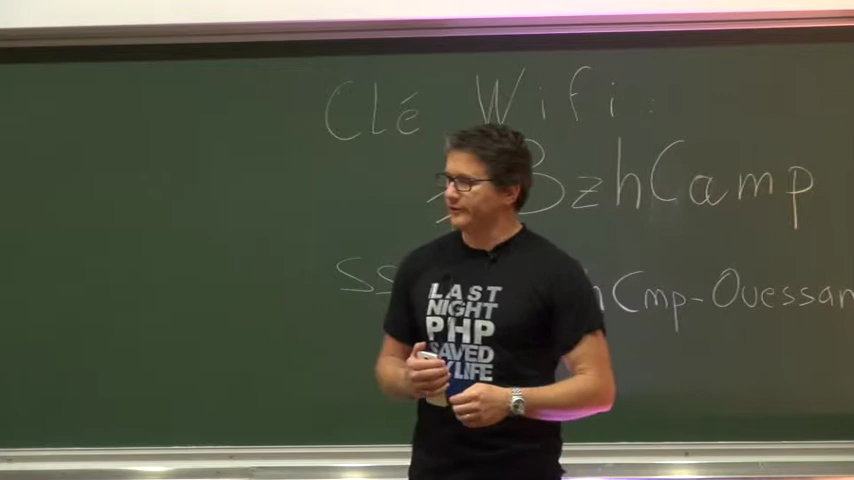 Clé Wifi :
BzhCamp
Cmp-Ouessan
LAST
NIGHT
PHP
SAVED
LIFE